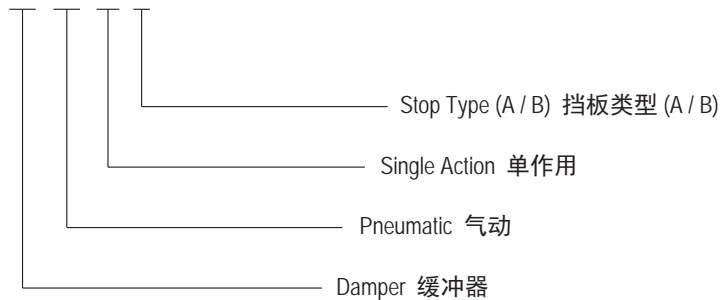 Stop Type (A / B) 挡板类型 (A / B)
Single Action 单作用
Pneumatic 气动
Damper 缓冲器